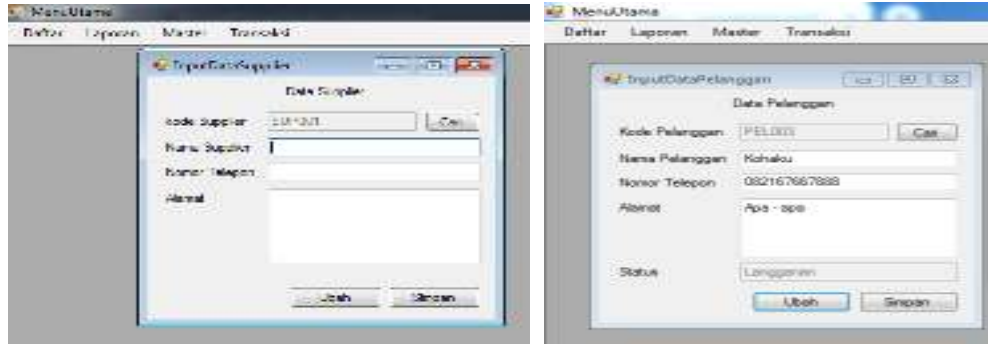 MenuUtama
Daftar Laporan Master Transaksi
InputDataSupplier
Data Supplier
Kode Supplier SUP001 Cari
Nama Supplier
Nomor Telepon
Alamat
Ubah Simpan
MenuUtama
Daftar Laporan Master Transaksi
InputDataPelanggan
Data Pelanggan
Kode Pelanggan PEL003 Cari
Nama Pelanggan Kohaku
Nomor Telepon 082167667888
Alamat Apa - apa
Status Langganan
Ubah Simpan